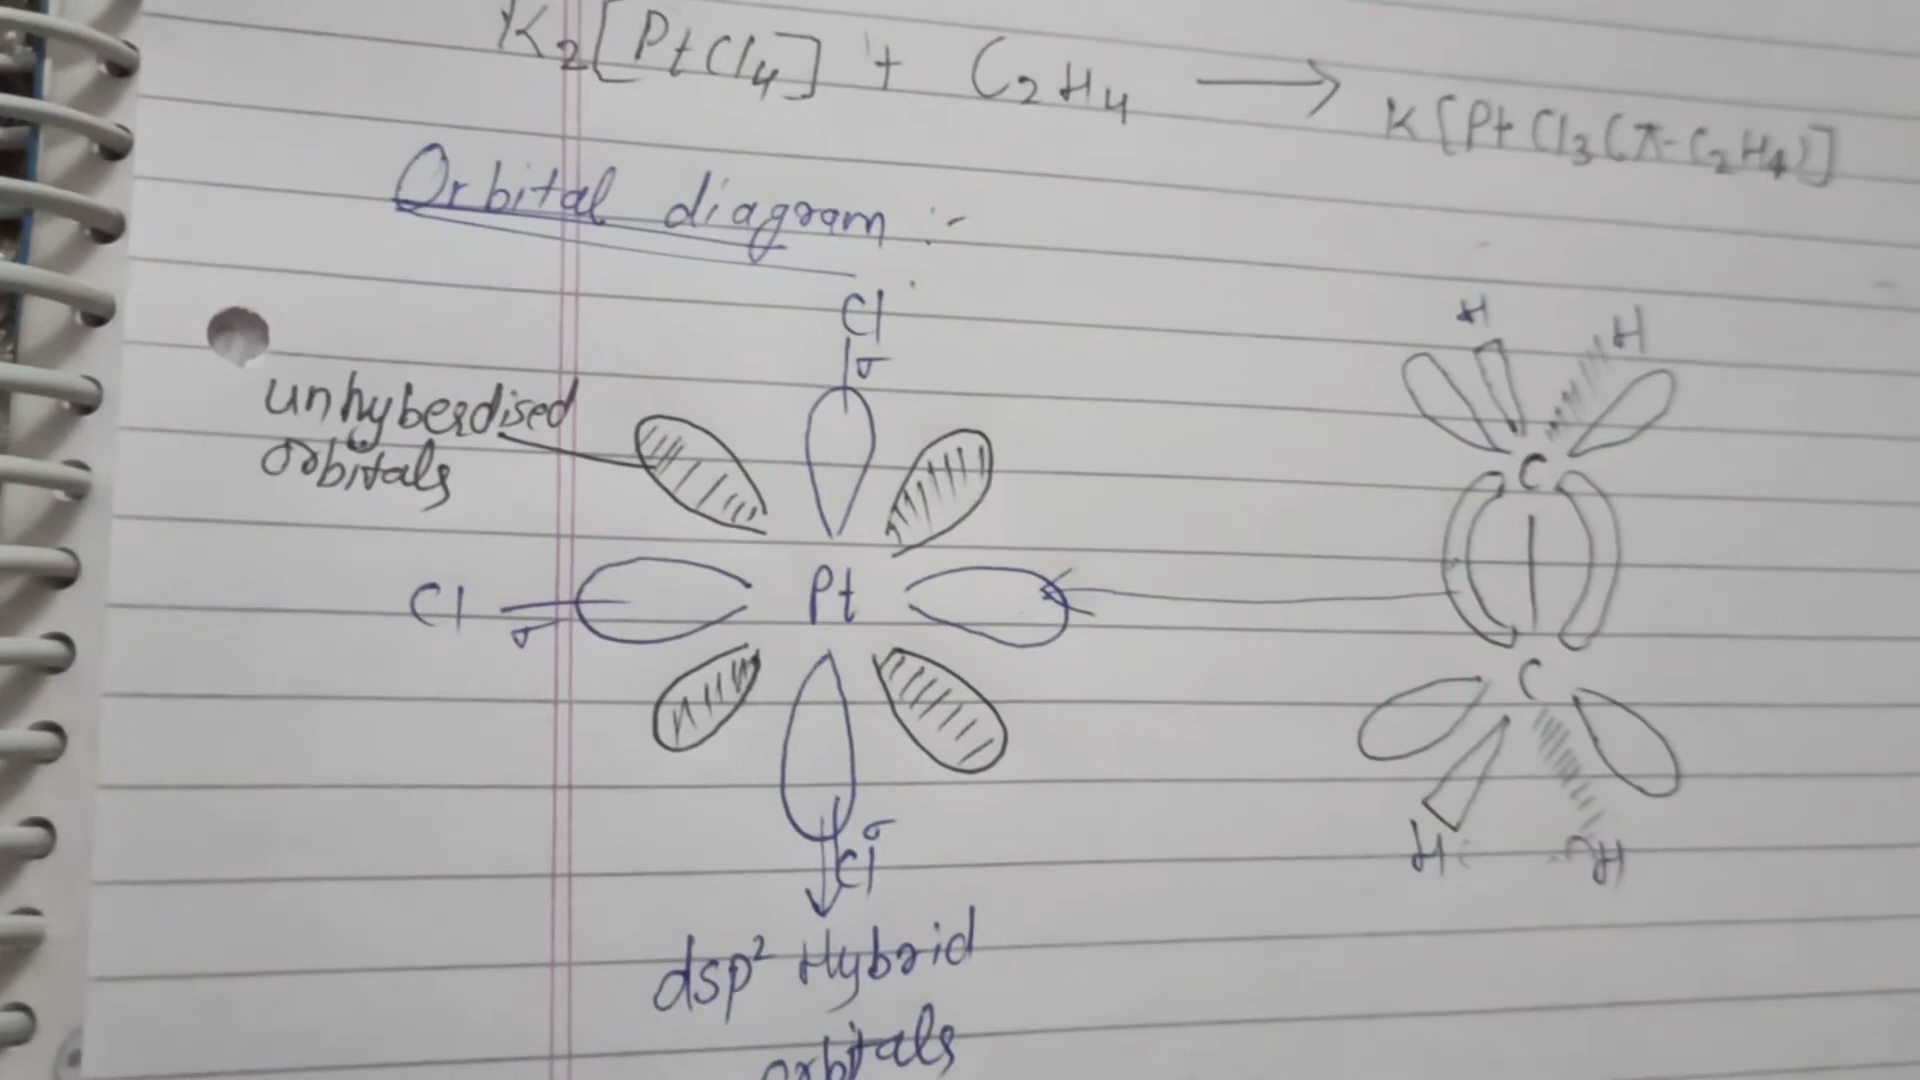 K₂[PtCl₄] + C₂H₄ ⟶ K[PtCl₃(π-C₂H₄)]
Orbital diagram :-
Cl
σ
H H
unhyberdised
orbitals
C
Cl σ Pt
C
σ
Cl
H H
dsp² Hybrid
orbitals